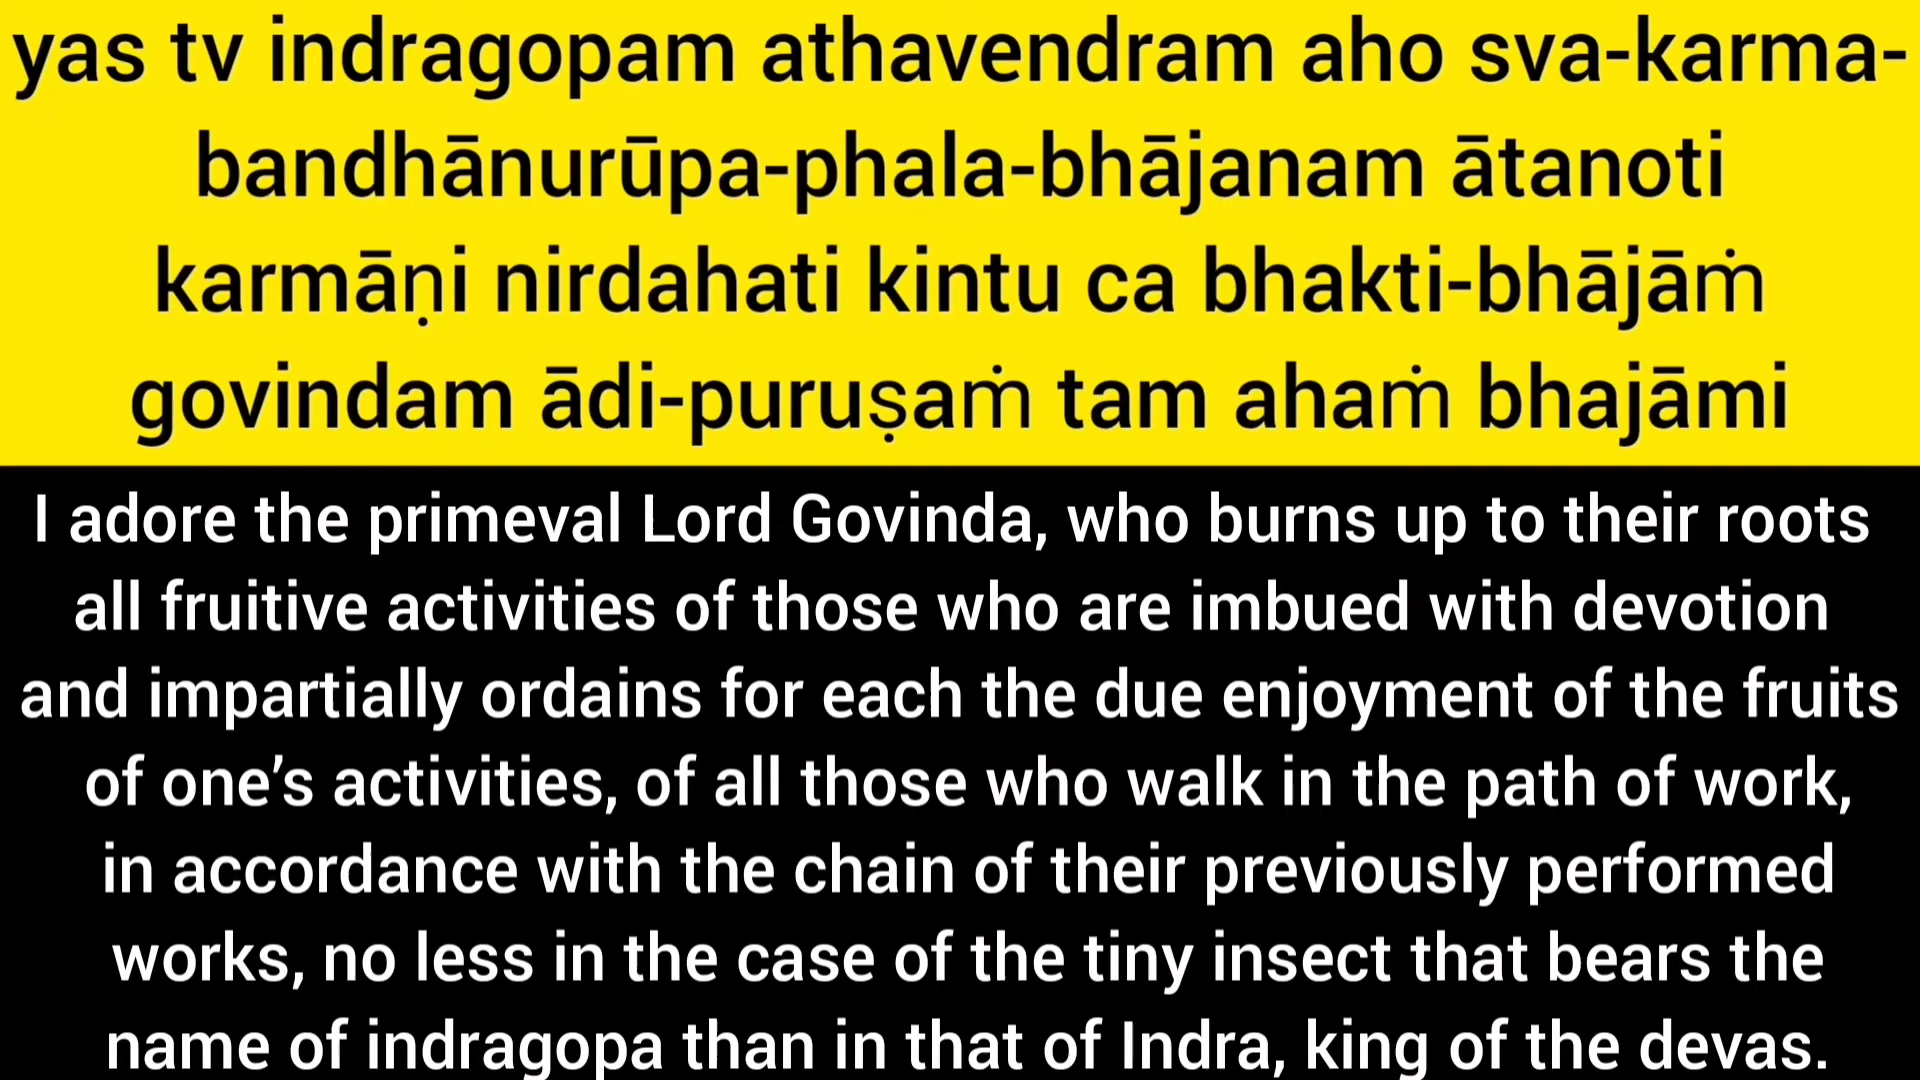 yas tv indragopam athavendram aho sva-karma-
bandhānurūpa-phala-bhājanam ātanoti
karmāṇi nirdahati kintu ca bhakti-bhājāṁ
govindam ādi-puruṣaṁ tam ahaṁ bhajāmi
I adore the primeval Lord Govinda, who burns up to their roots
all fruitive activities of those who are imbued with devotion
and impartially ordains for each the due enjoyment of the fruits
of one’s activities, of all those who walk in the path of work,
in accordance with the chain of their previously performed
works, no less in the case of the tiny insect that bears the
name of indragopa than in that of Indra, king of the devas.